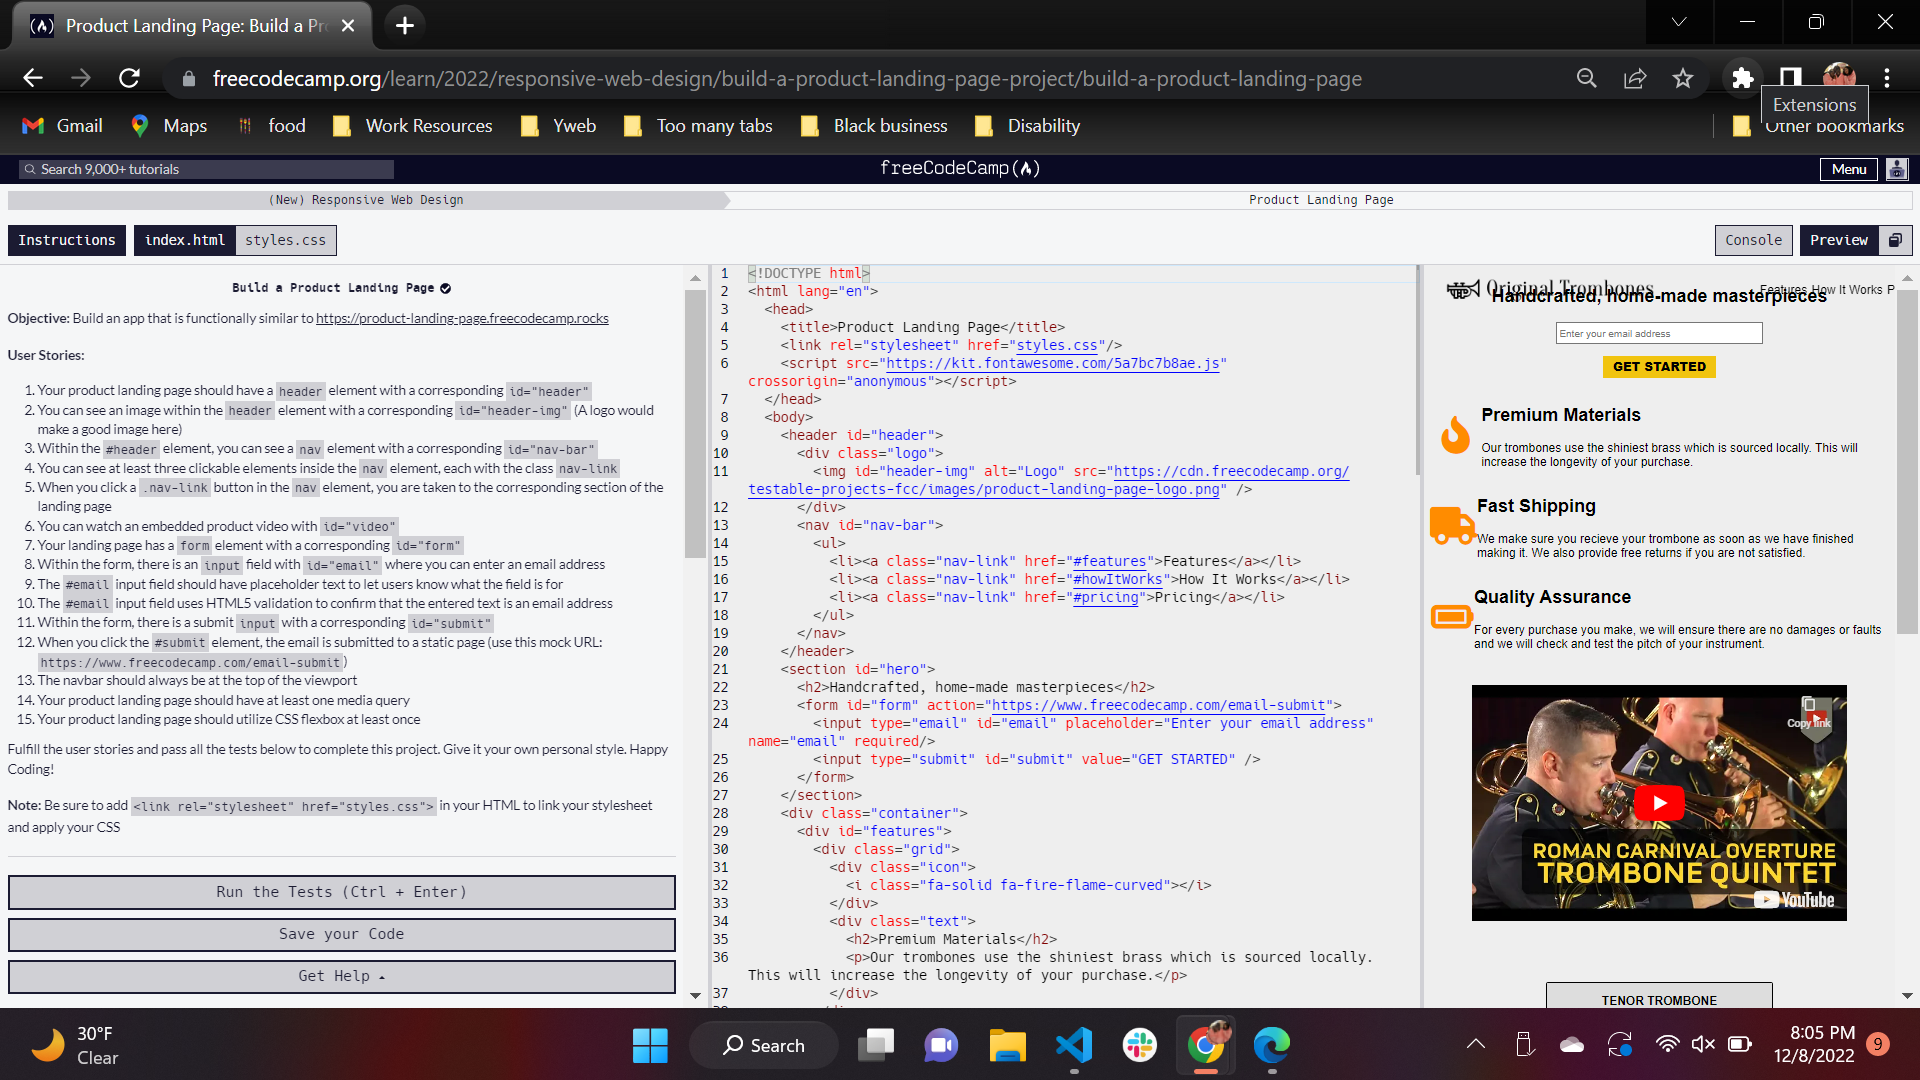 Product Landing Page: Build a Pro
freecodecamp.org/learn/2022/responsive-web-design/build-a-product-landing-page-project/build-a-product-landing-page
Extensions
Gmail Maps food Work Resources Yweb Too many tabs Black business Disability Other bookmarks
Search 9,000+ tutorials
freeCodeCamp
Menu
(New) Responsive Web Design
Product Landing Page
Instructions index.html styles.css
Console Preview
Build a Product Landing Page
Objective: Build an app that is functionally similar to https://product-landing-page.freecodecamp.rocks
User Stories:
1. Your product landing page should have a header element with a corresponding id="header"
2. You can see an image within the header element with a corresponding id="header-img" (A logo would
make a good image here)
3. Within the #header element, you can see a nav element with a corresponding id="nav-bar"
4. You can see at least three clickable elements inside the nav element, each with the class nav-link
5. When you click a .nav-link button in the nav element, you are taken to the corresponding section of the
landing page
6. You can watch an embedded product video with id="video"
7. Your landing page has a form element with a corresponding id="form"
8. Within the form, there is an input field with id="email" where you can enter an email address
9. The #email input field should have placeholder text to let users know what the field is for
10. The #email input field uses HTML5 validation to confirm that the entered text is an email address
11. Within the form, there is a submit input with a corresponding id="submit"
12. When you click the #submit element, the email is submitted to a static page (use this mock URL:
https://www.freecodecamp.com/email-submit)
13. The navbar should always be at the top of the viewport
14. Your product landing page should have at least one media query
15. Your product landing page should utilize CSS flexbox at least once
Fulfill the user stories and pass all the tests below to complete this project. Give it your own personal style. Happy
Coding!
Note: Be sure to add <link rel="stylesheet" href="styles.css"> in your HTML to link your stylesheet
and apply your CSS
Run the Tests (Ctrl + Enter)
Save your Code
Get Help
1 <!DOCTYPE html>
2 <html lang="en">
3 <head>
4 <title>Product Landing Page</title>
5 <link rel="stylesheet" href="styles.css"/>
6 <script src="https://kit.fontawesome.com/5a7bc7b8ae.js"
crossorigin="anonymous"></script>
7 </head>
8 <body>
9 <header id="header">
10 <div class="logo">
11 <img id="header-img" alt="Logo" src="https://cdn.freecodecamp.org/
testable-projects-fcc/images/product-landing-page-logo.png" />
12 </div>
13 <nav id="nav-bar">
14 <ul>
15 <li><a class="nav-link" href="#features">Features</a></li>
16 <li><a class="nav-link" href="#howItWorks">How It Works</a></li>
17 <li><a class="nav-link" href="#pricing">Pricing</a></li>
18 </ul>
19 </nav>
20 </header>
21 <section id="hero">
22 <h2>Handcrafted, home-made masterpieces</h2>
23 <form id="form" action="https://www.freecodecamp.com/email-submit">
24 <input type="email" id="email" placeholder="Enter your email address"
name="email" required/>
25 <input type="submit" id="submit" value="GET STARTED" />
26 </form>
27 </section>
28 <div class="container">
29 <div id="features">
30 <div class="grid">
31 <div class="icon">
32 <i class="fa-solid fa-fire-flame-curved"></i>
33 </div>
34 <div class="text">
35 <h2>Premium Materials</h2>
36 <p>Our trombones use the shiniest brass which is sourced locally.
This will increase the longevity of your purchase.</p>
37 </div>
Original Trombones
Features How It Works P
Handcrafted, home-made masterpieces
Enter your email address
GET STARTED
Premium Materials
Our trombones use the shiniest brass which is sourced locally. This will
increase the longevity of your purchase.
Fast Shipping
We make sure you recieve your trombone as soon as we have finished
making it. We also provide free returns if you are not satisfied.
Quality Assurance
For every purchase you make, we will ensure there are no damages or faults
and we will check and test the pitch of your instrument.
Copy link
ROMAN CARNIVAL OVERTURE
TROMBONE QUINTET
YouTube
TENOR TROMBONE
30°F
Clear
Search
8:05 PM
12/8/2022
9